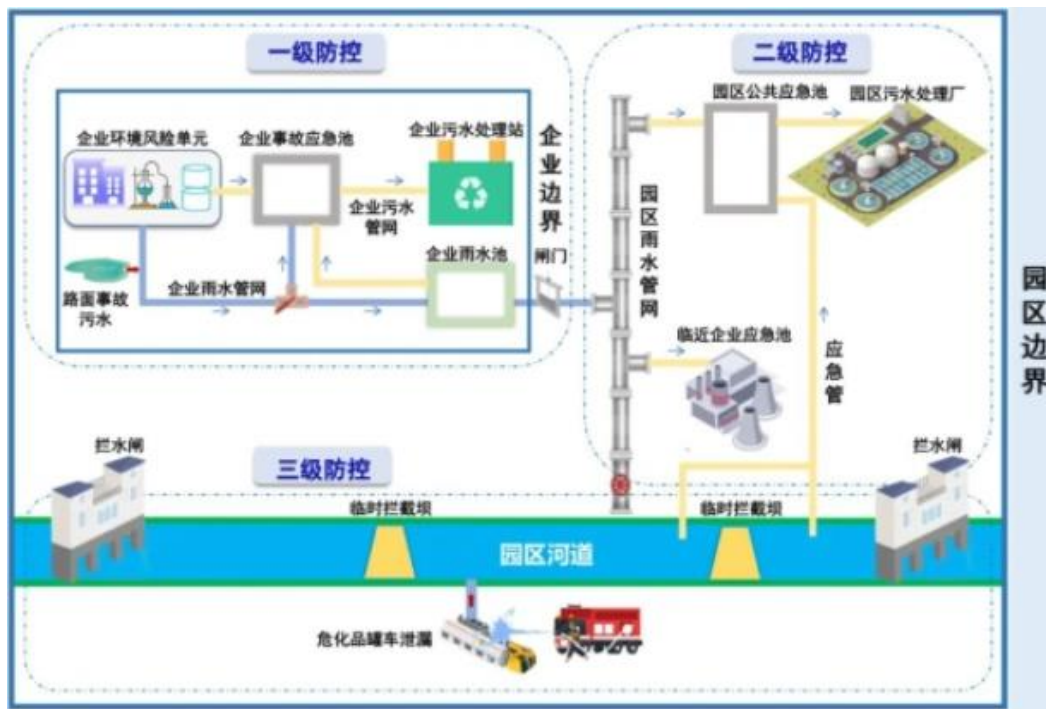 一级防控
二级防控
园区公共应急池
园区污水处理厂
企业环境风险单元
企业事故应急池
企业污水处理站
企业边界
企业污水
管网
园区雨水管网
企业雨水池
闸门
路面事故
污水
企业雨水管网
临近企业应急池
应急管
园区边界
拦水闸
三级防控
拦水闸
临时拦截坝
临时拦截坝
园区河道
危化品罐车泄漏